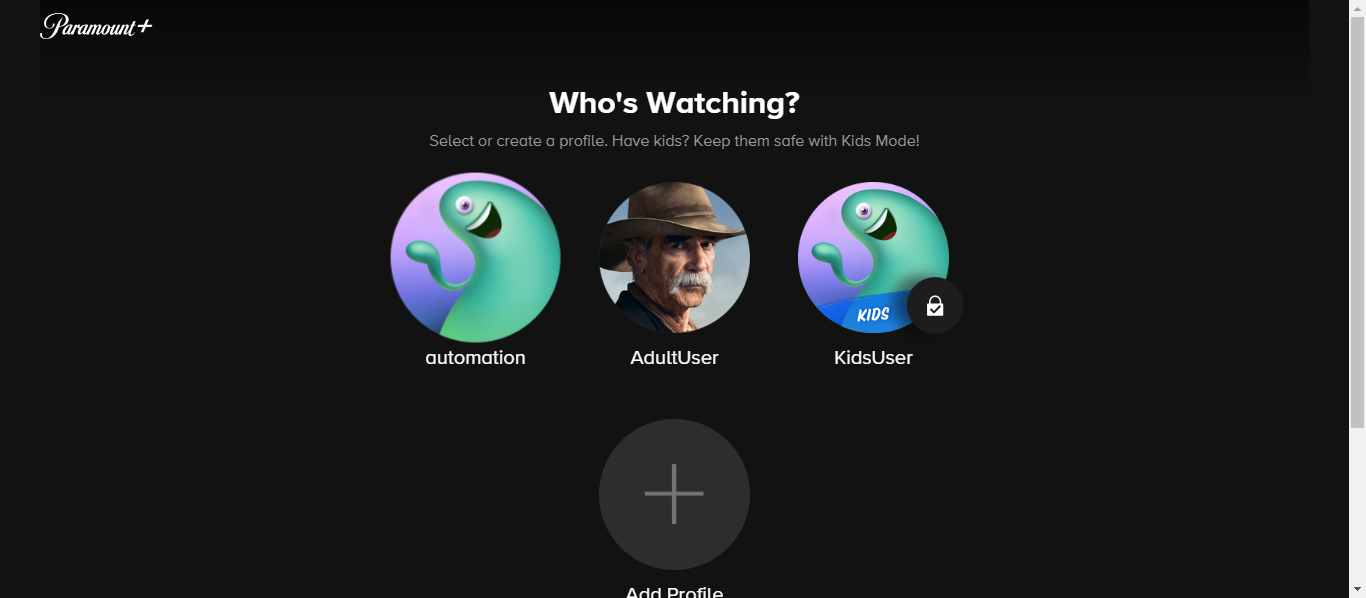 Paramount+
Who's Watching?
Select or create a profile. Have kids? Keep them safe with Kids Mode!
KIDS
automation
AdultUser
KidsUser
Add Profile